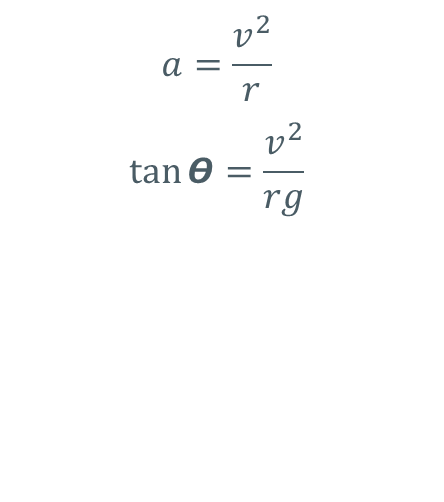 a = v²/r
tan θ = v²/rg